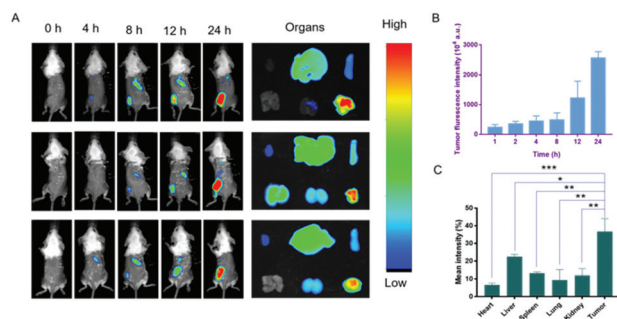 A
0 h 4 h 8 h 12 h 24 h Organs
High
Low
B
Tumor flurescence intensity (10⁶ a.u.)
3000
2000
1000
0
1 2 4 8 12 24
Time (h)
C
*** 
*
**
**
**
Mean intensity (%)
50
40
30
20
10
0
Heart Liver Spleen Lung Kidney Tumor